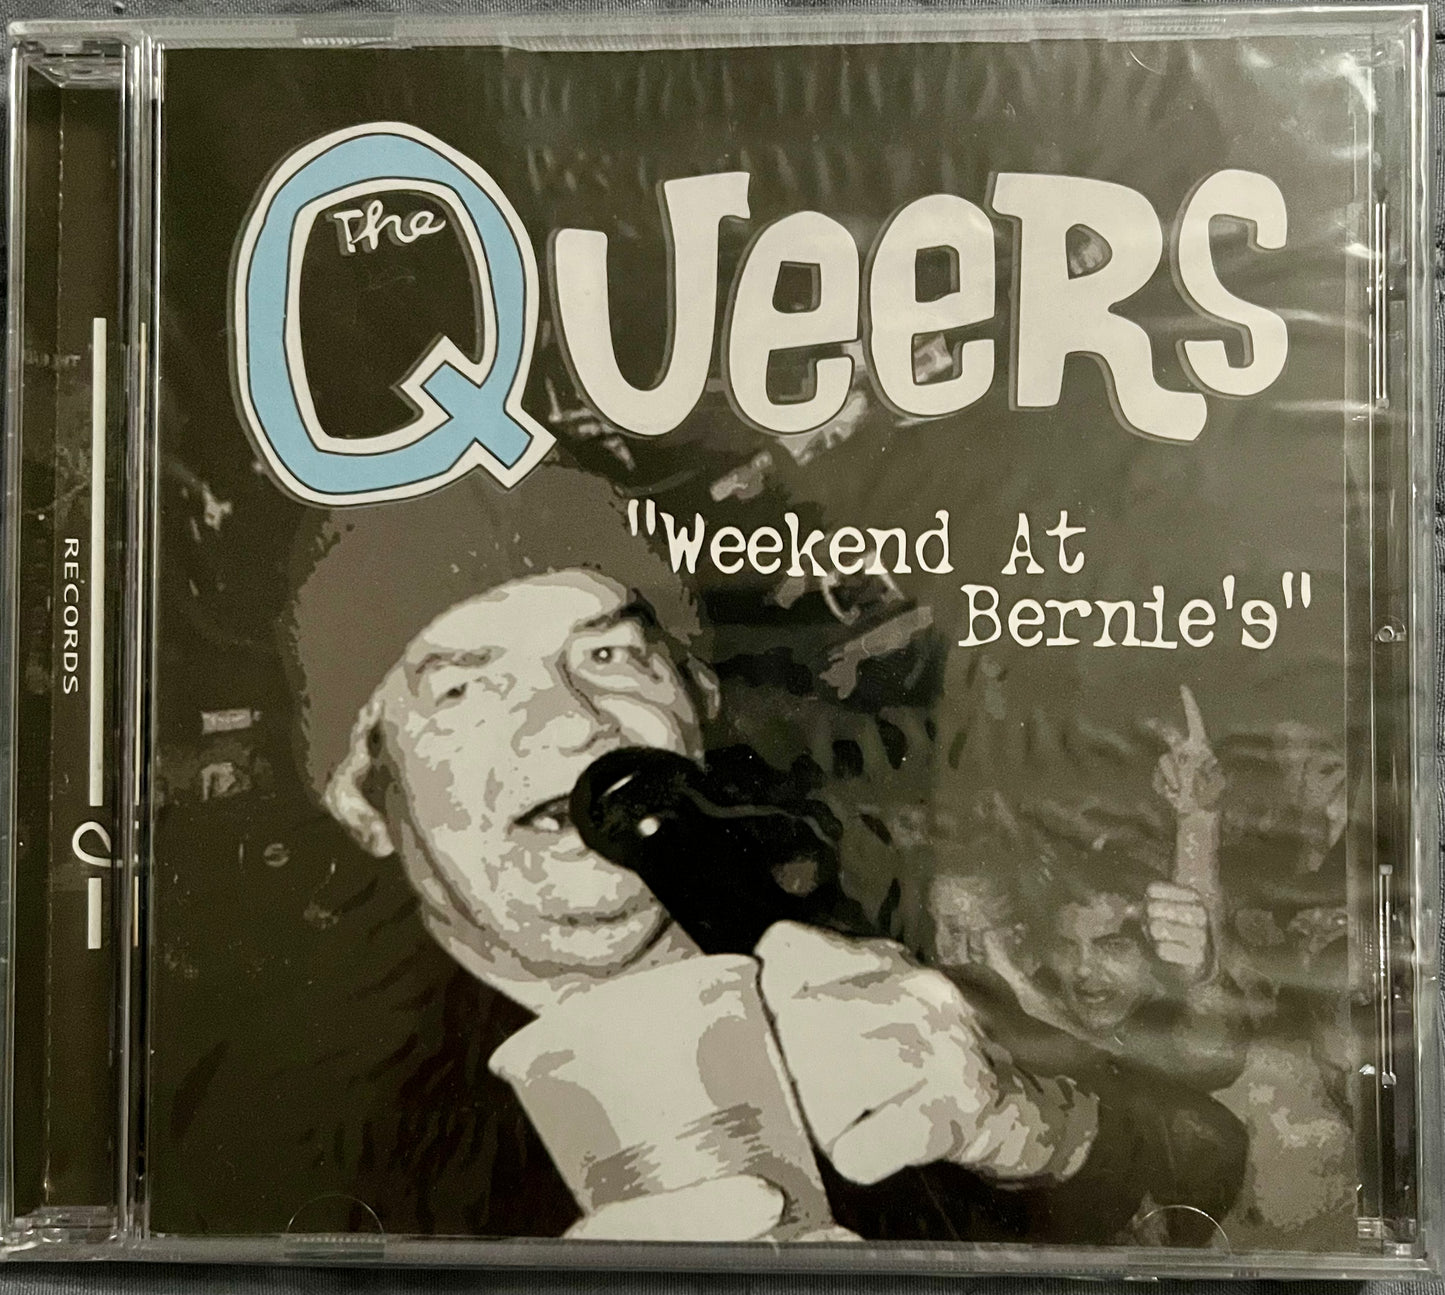 The
Queers
"Weekend At
Bernie's"
RECORDS